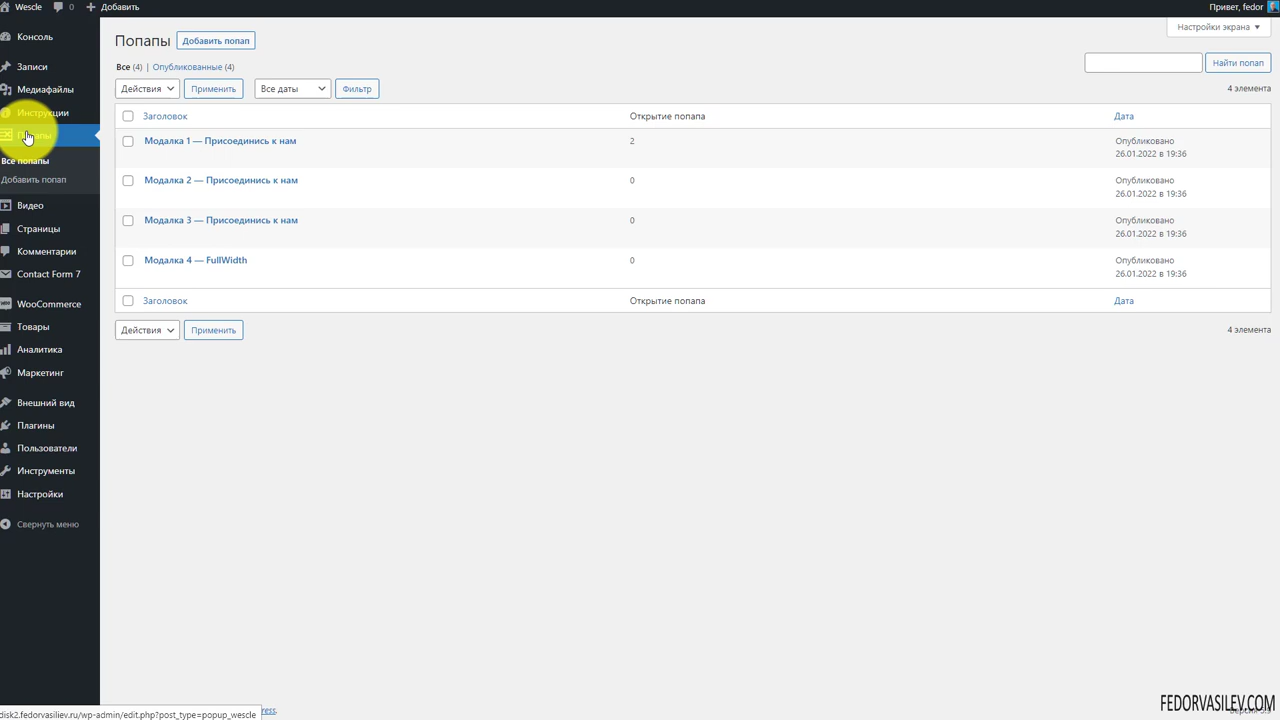 Wescle 0 Добавить Привет, fedor
Настройки экрана
Консоль
Записи
Медиафайлы
Инструкции
Попапы
Все попапы
Добавить попап
Видео
Страницы
Комментарии
Contact Form 7
WooCommerce
Товары
Аналитика
Маркетинг
Внешний вид
Плагины
Пользователи
Инструменты
Настройки
Свернуть меню
Попапы Добавить попап
Все (4) | Опубликованные (4) Найти попап
Действия Применить Все даты Фильтр 4 элемента
Заголовок Открытие попапа Дата
Модалка 1 — Присоединись к нам 2 Опубликовано
26.01.2022 в 19:36
Модалка 2 — Присоединись к нам 0 Опубликовано
26.01.2022 в 19:36
Модалка 3 — Присоединись к нам 0 Опубликовано
26.01.2022 в 19:36
Модалка 4 — FullWidth 0 Опубликовано
26.01.2022 в 19:36
Заголовок Открытие попапа Дата
Действия Применить 4 элемента
FEDORVASILEV.COM
disk2.fedorvasiliev.ru/wp-admin/edit.php?post_type=popup_wescle ress.